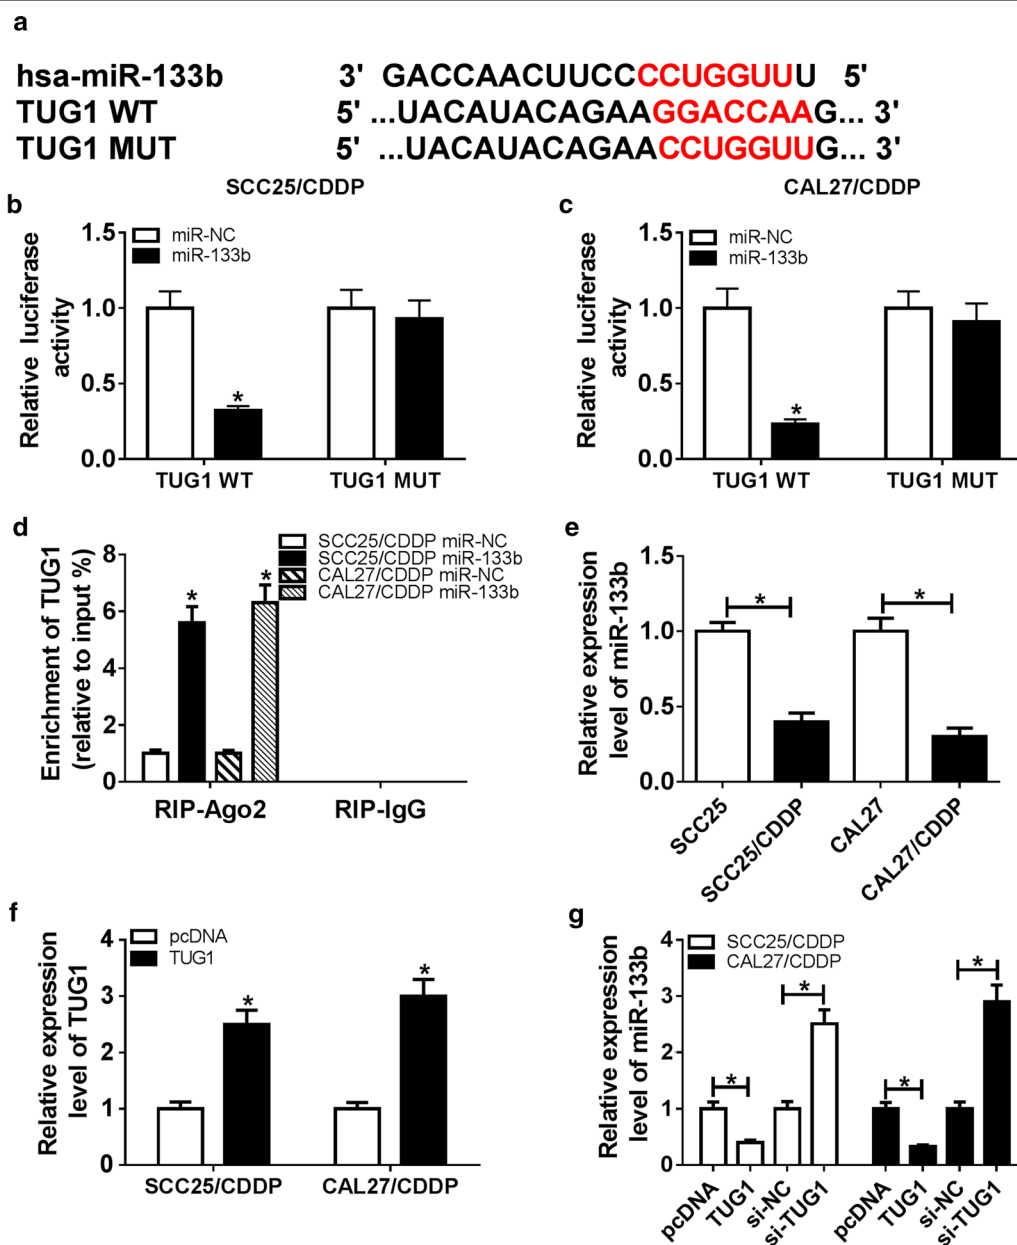 a
hsa-miR-133b 3' GACCAACUUCCCCUGGUUU 5'
TUG1 WT 5' ...UACAUACAGAAGGACCAAG... 3'
TUG1 MUT 5' ...UACAUACAGAACCUGGUUG... 3'
b
SCC25/CDDP
Relative luciferase
activity
1.5
1.0
0.5
0.0
miR-NC
miR-133b
*
TUG1 WT TUG1 MUT
c
CAL27/CDDP
Relative luciferase
activity
1.5
1.0
0.5
0.0
miR-NC
miR-133b
*
TUG1 WT TUG1 MUT
d
Enrichment of TUG1
(relative to input %)
8
6
4
2
0
SCC25/CDDP miR-NC
SCC25/CDDP miR-133b
CAL27/CDDP miR-NC
CAL27/CDDP miR-133b
* *
RIP-Ago2 RIP-IgG
e
Relative expression
level of miR-133b
1.5
1.0
0.5
0.0
* *
SCC25
SCC25/CDDP
CAL27
CAL27/CDDP
f
Relative expression
level of TUG1
4
3
2
1
0
pcDNA
TUG1
* *
SCC25/CDDP CAL27/CDDP
g
Relative expression
level of miR-133b
4
3
2
1
0
SCC25/CDDP
CAL27/CDDP
* * * *
pcDNA
TUG1
si-NC
si-TUG1
pcDNA
TUG1
si-NC
si-TUG1